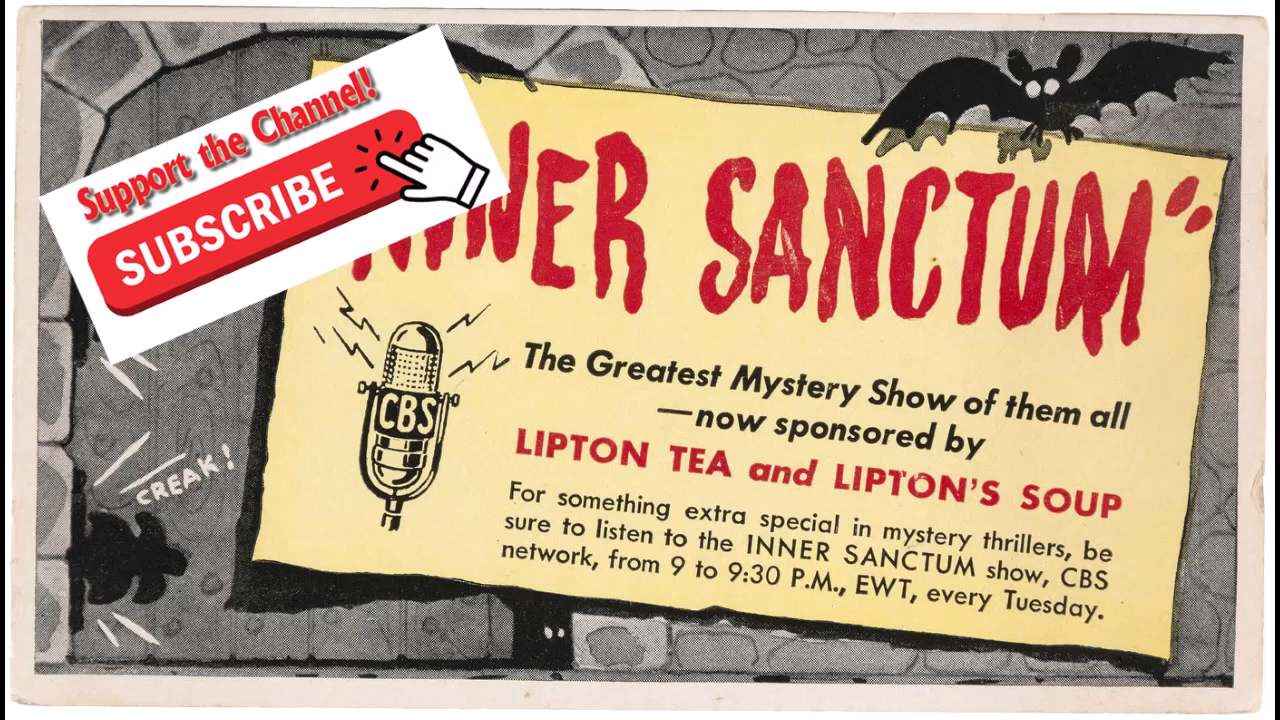 Support the Channel!
SUBSCRIBE
INNER SANCTUM"
The Greatest Mystery Show of them all
—now sponsored by
LIPTON TEA and LIPTON'S SOUP
CBS
For something extra special in mystery thrillers, be
sure to listen to the INNER SANCTUM show, CBS
network, from 9 to 9:30 P.M., EWT, every Tuesday.
CREAK!